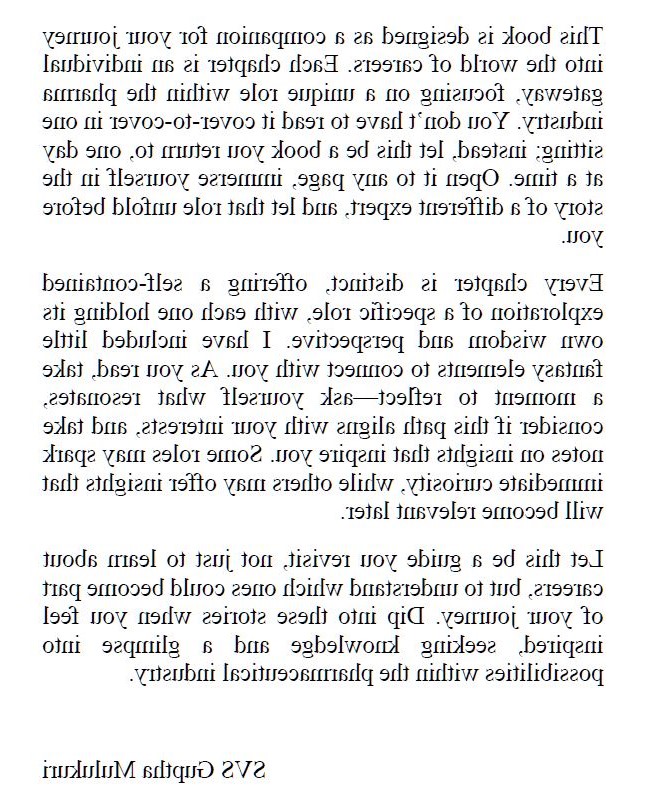 This book is designed as a companion for your journey
into the world of careers. Each chapter is an individual
gateway, focusing on a unique role within the pharma
industry. You don't have to read it cover-to-cover in one
sitting; instead, let this be a book you return to, one day
at a time. Open it to any page, immerse yourself in the
story of a different expert, and let that role unfold before
you.
Every chapter is distinct, offering a self-contained
exploration of a specific role, with each one holding its
own wisdom and perspective. I have included little
fantasy elements to connect with you. As you read, take
a moment to reflect—ask yourself what resonates,
consider if this path aligns with your interests, and take
notes on insights that inspire you. Some roles may spark
immediate curiosity, while others may offer insights that
will become relevant later.
Let this be a guide you revisit, not just to learn about
careers, but to understand which ones could become part
of your journey. Dip into these stories when you feel
inspired, seeking knowledge and a glimpse into
possibilities within the pharmaceutical industry.
SVS Guptha Mulukuri